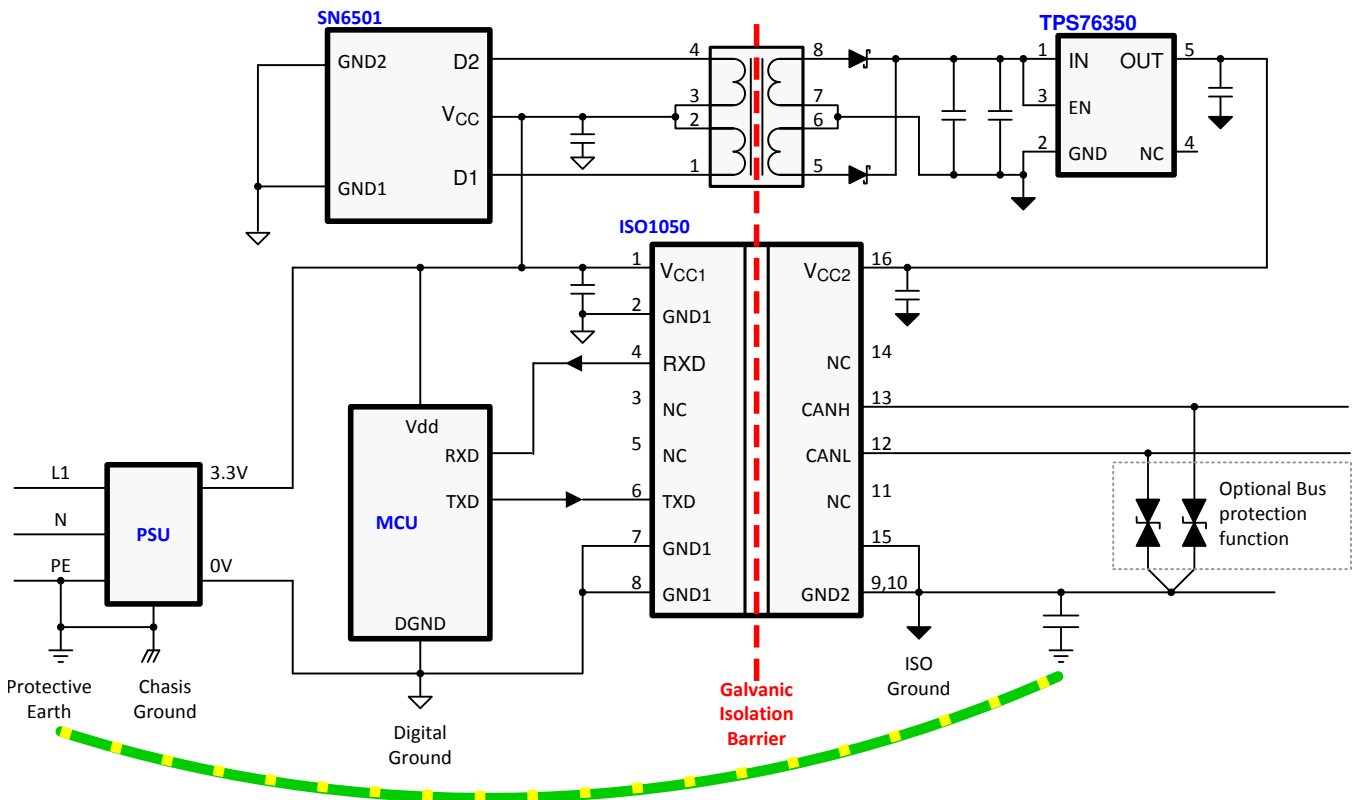 SN6501
GND2
D2
VCC
GND1
D1
4
3
2
1
8
7
6
5
TPS76350
1
IN
OUT
5
3
EN
2
GND
NC
4
ISO1050
1
VCC1
2
GND1
4
RXD
3
NC
5
NC
6
TXD
7
GND1
8
GND1
VCC2
16
NC
14
CANH
13
CANL
12
NC
11
15
GND2
9,10
Vdd
RXD
TXD
MCU
DGND
L1
N
PE
PSU
3.3V
0V
Optional Bus
protection
function
Protective
Earth
Chasis
Ground
Digital
Ground
Galvanic
Isolation
Barrier
ISO
Ground